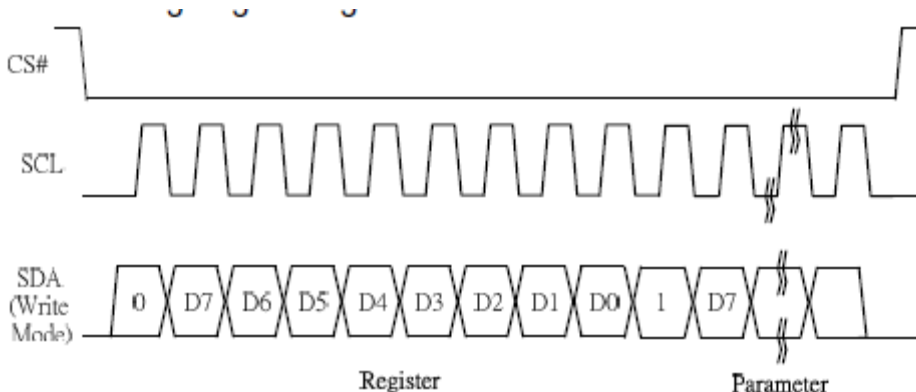 CS#
SCL
SDA
(Write
Mode)
0 D7 D6 D5 D4 D3 D2 D1 D0 1 D7
Register Parameter